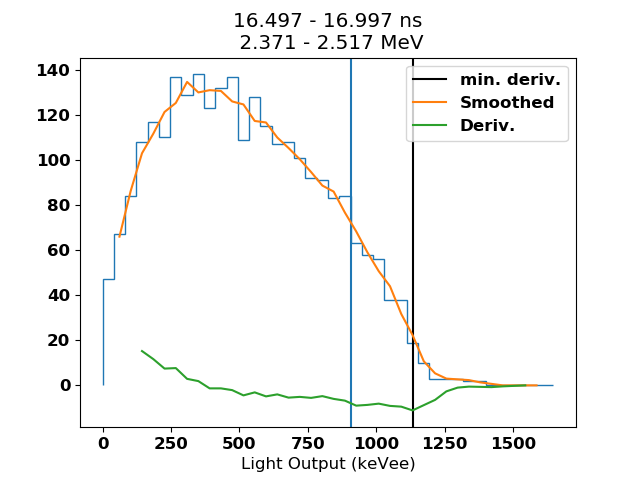 16.497 - 16.997 ns
2.371 - 2.517 MeV
min. deriv.
Smoothed
Deriv.
140
120
100
80
60
40
20
0
0 250 500 750 1000 1250 1500
Light Output (keVee)